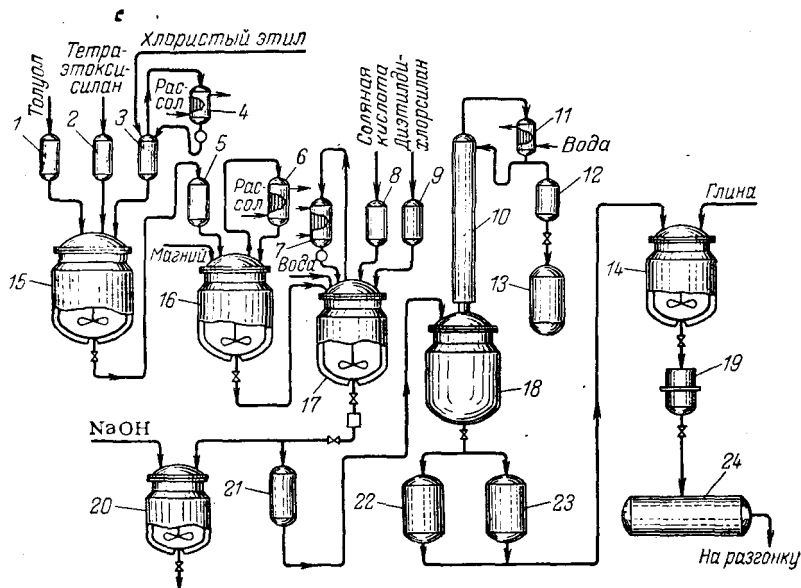 с
Хлористый этил
Толуол
Тетра-
этокси-
силан
Рас-
сол
1
2
3
4
5
6
Рас-
сол
7
Соляная
кислота
Диэтилди-
хлорсилан
8
9
10
11
Вода
12
13
Глина
14
15
Магний
16
Вода
17
18
19
NaOH
20
21
22
23
24
На разгонку